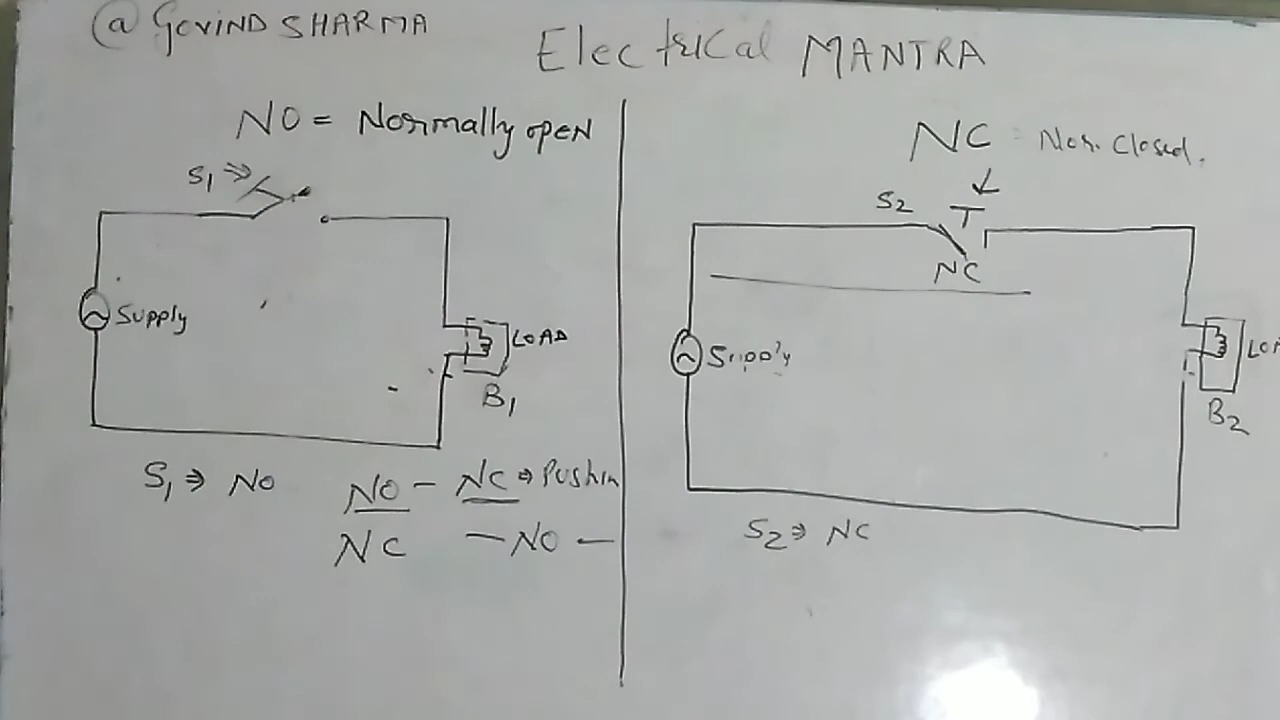 @ GOVIND SHARMA
Electrical MANTRA
NO = Normally open
S1 ⇒
Supply
LOAD
B1
S1 ⇒ NO
NO - NC ⇒ Pushin
NC - NO -
NC = Nor. Closed.
S2
NC
Supply
LOA
B2
S2 ⇒ NC